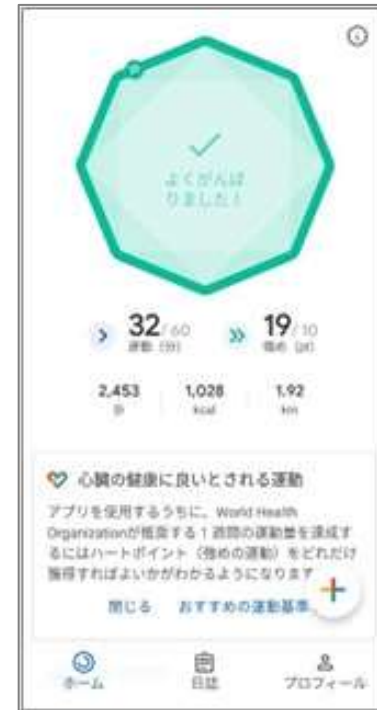 よくがんば
りました！
32/60
運動（分）
19/10
強め（pt）
2,453
歩
1,028
kcal
1.92
km
心臓の健康に良いとされる運動
アプリを使用するうちに、World Health
Organizationが推奨する１週間の運動量を達成す
るにはハートポイント（強めの運動）をどれだけ
獲得すればよいかがわかるようになります
閉じる
おすすめの運動基準
ホーム
日誌
プロフィール